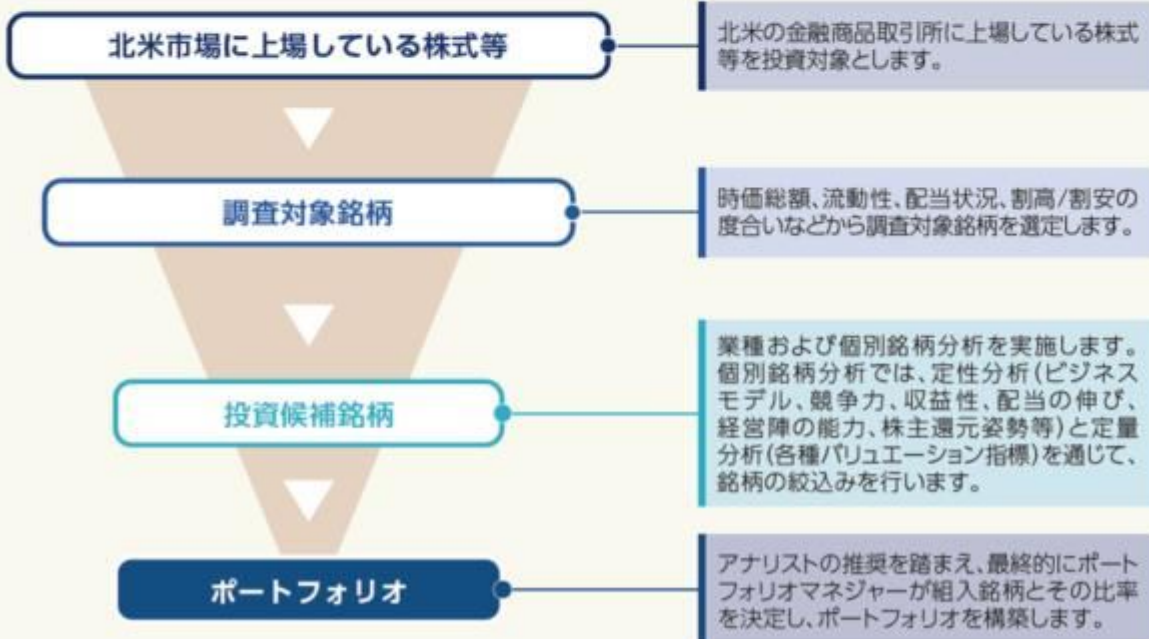 北米市場に上場している株式等
北米の金融商品取引所に上場している株式
等を投資対象とします。
調査対象銘柄
時価総額、流動性、配当状況、割高/割安の
度合いなどから調査対象銘柄を選定します。
投資候補銘柄
業種および個別銘柄分析を実施します。
個別銘柄分析では、定性分析(ビジネス
モデル、競争力、収益性、配当の伸び、
経営陣の能力、株主還元姿勢等)と定量
分析(各種バリュエーション指標)を通じて、
銘柄の絞込みを行います。
ポートフォリオ
アナリストの推奨を踏まえ、最終的にポート
フォリオマネジャーが組入銘柄とその比率
を決定し、ポートフォリオを構築します。